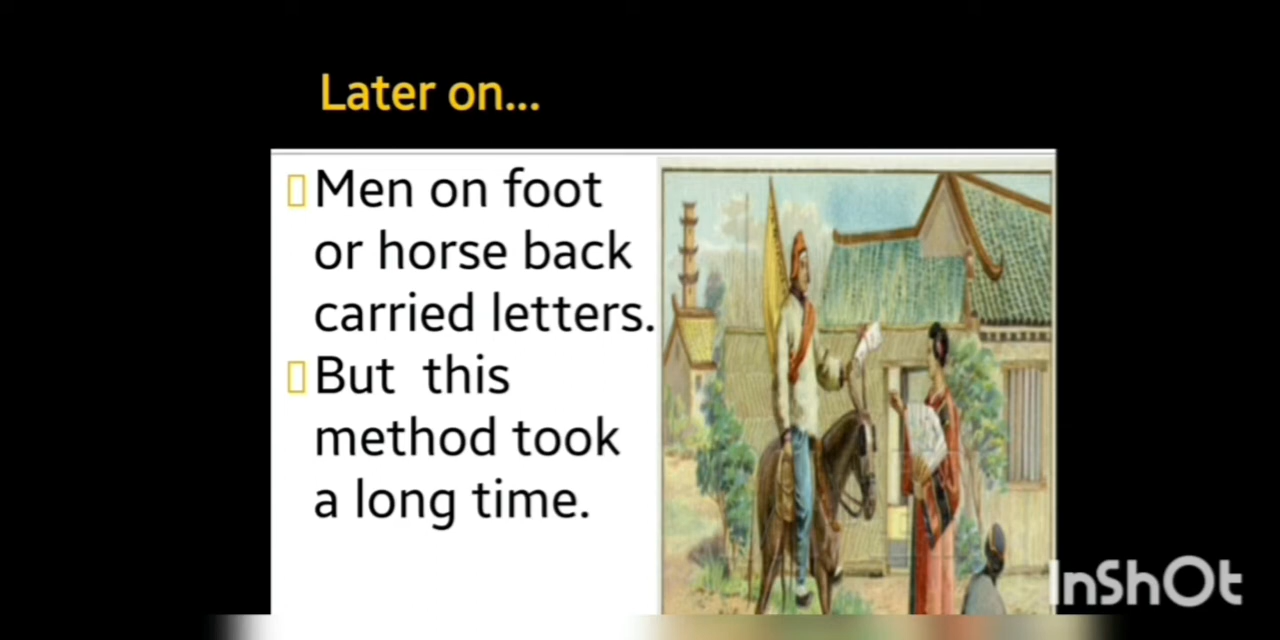 Later on...
Men on foot
or horse back
carried letters.
But this
method took
a long time.
InShOt